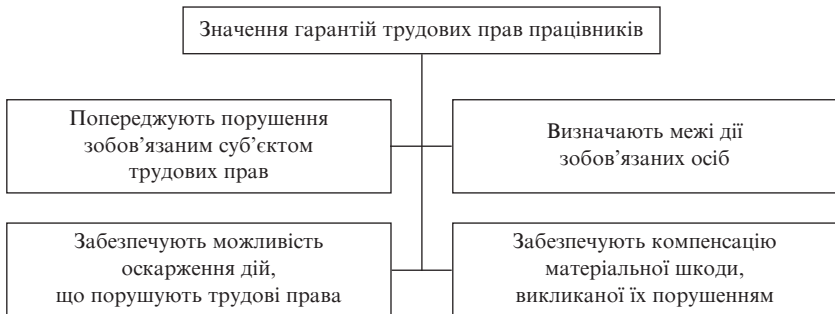 Значення гарантій трудових прав працівників
Попереджують порушення
зобов’язаним суб’єктом
трудових прав
Визначають межі дії
зобов’язаних осіб
Забезпечують можливість
оскарження дій,
що порушують трудові права
Забезпечують компенсацію
матеріальної шкоди,
викликаної їх порушенням